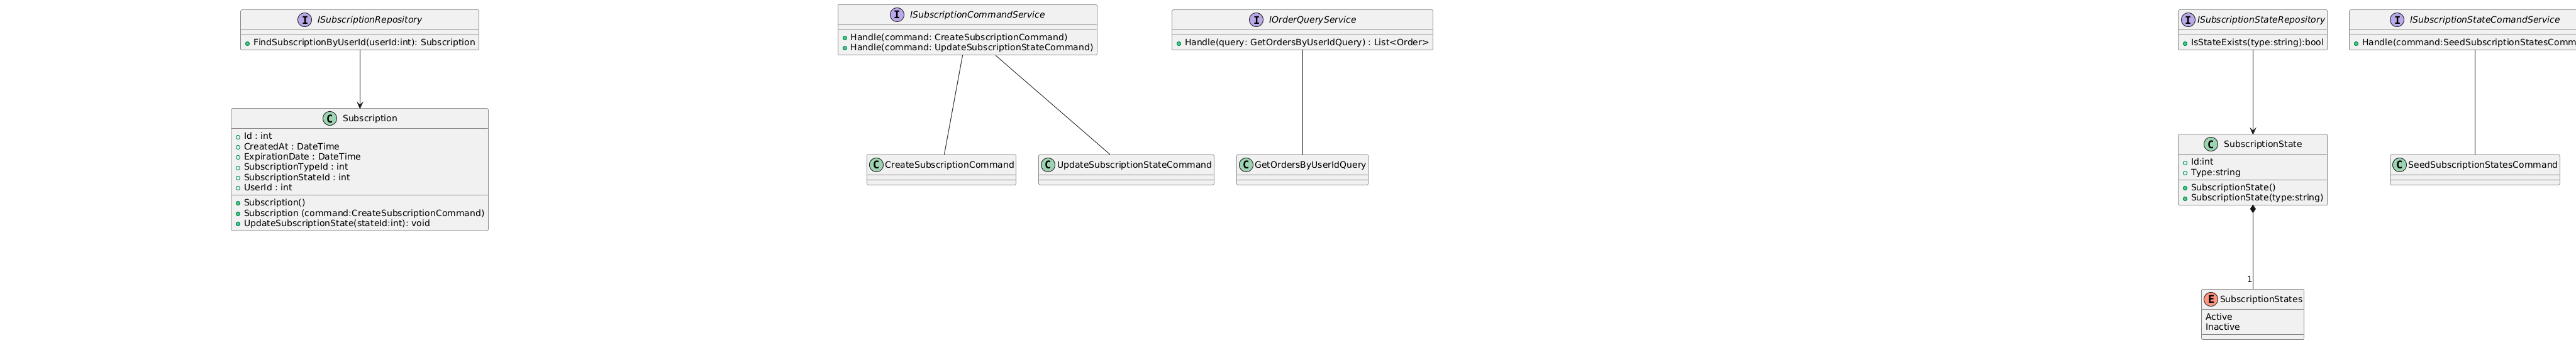 I ISubscriptionRepository
FindSubscriptionByUserId(userId:int): Subscription
C Subscription
Id : int
CreatedAt : DateTime
ExpirationDate : DateTime
SubscriptionTypeId : int
SubscriptionStateId : int
UserId : int
Subscription()
Subscription (command:CreateSubscriptionCommand)
UpdateSubscriptionState(stateId:int): void
I ISubscriptionCommandService
Handle(command: CreateSubscriptionCommand)
Handle(command: UpdateSubscriptionStateCommand)
C CreateSubscriptionCommand
C UpdateSubscriptionStateCommand
I IOrderQueryService
Handle(query: GetOrdersByUserIdQuery) : List<Order>
C GetOrdersByUserIdQuery
I ISubscriptionStateRepository
IsStateExists(type:string):bool
C SubscriptionState
Id:int
Type:string
SubscriptionState()
SubscriptionState(type:string)
1
E SubscriptionStates
Active
Inactive
I ISubscriptionStateComandService
Handle(command:SeedSubscriptionStatesComm
C SeedSubscriptionStatesCommand